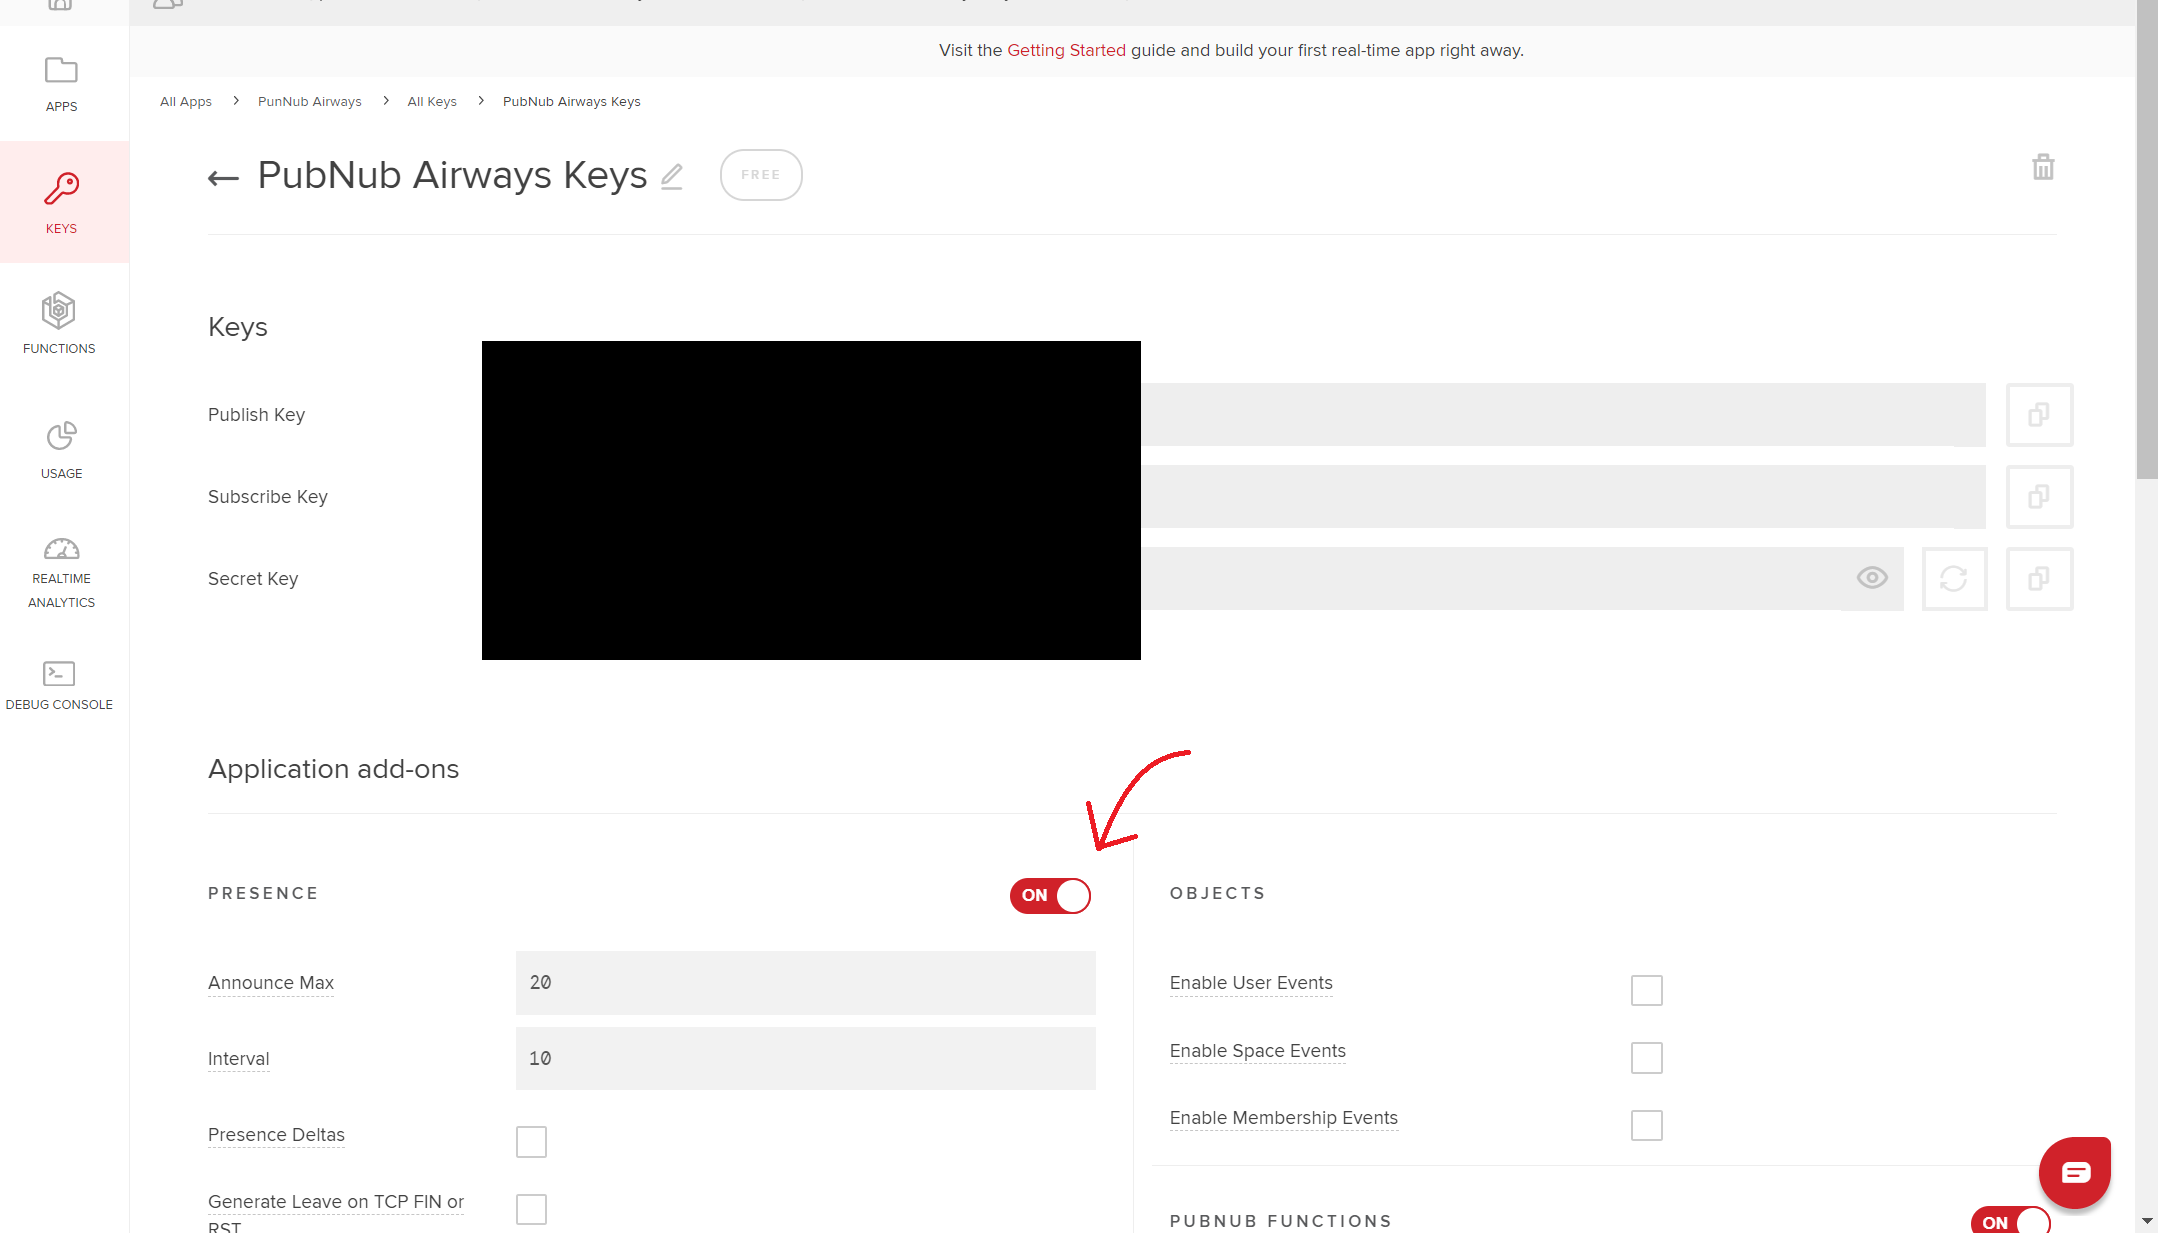 Visit the Getting Started guide and build your first real-time app right away.
All Apps > PunNub Airways > All Keys > PubNub Airways Keys
PubNub Airways Keys
FREE
APPS
KEYS
FUNCTIONS
USAGE
REALTIME
ANALYTICS
DEBUG CONSOLE
Keys
Publish Key
Subscribe Key
Secret Key
Application add-ons
PRESENCE
ON
Announce Max
20
Interval
10
Presence Deltas
Generate Leave on TCP FIN or
RST
OBJECTS
Enable User Events
Enable Space Events
Enable Membership Events
PUBNUB FUNCTIONS
ON